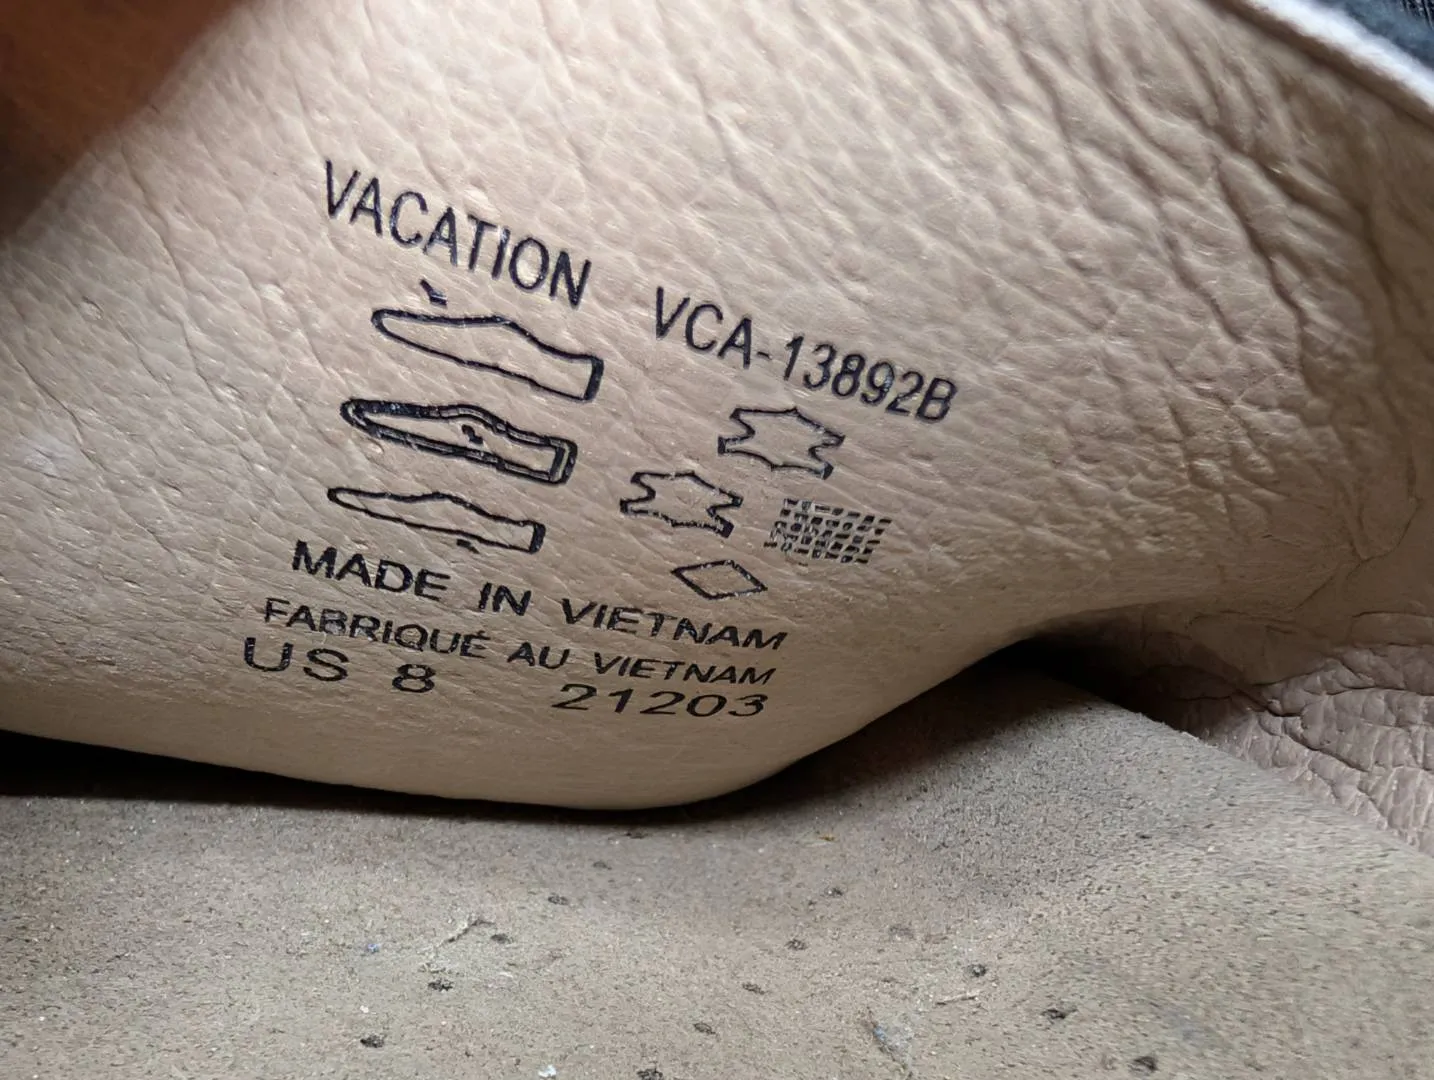 VACATION VCA-13892B
MADE IN VIETNAM
FABRIQUÉ AU VIETNAM
US 8 21203